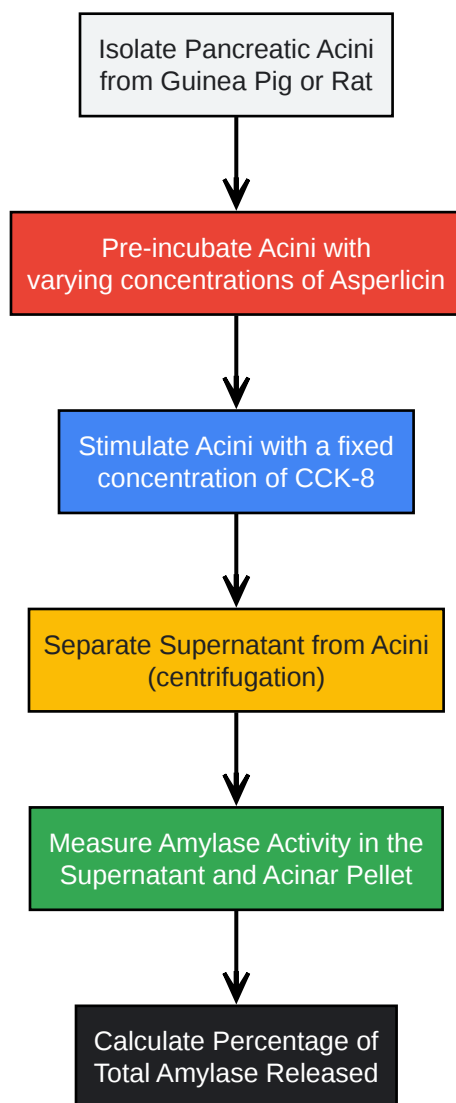 Isolate Pancreatic Acini
from Guinea Pig or Rat
Pre-incubate Acini with
varying concentrations of Asperlicin
Stimulate Acini with a fixed
concentration of CCK-8
Separate Supernatant from Acini
(centrifugation)
Measure Amylase Activity in the
Supernatant and Acinar Pellet
Calculate Percentage of
Total Amylase Released